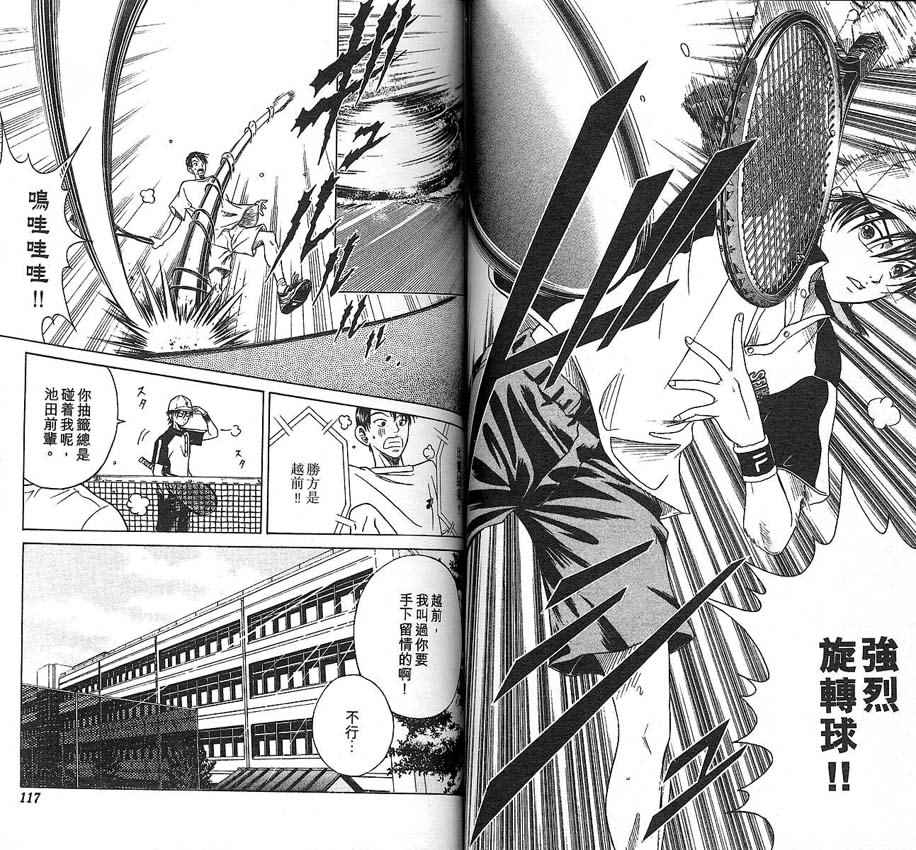 強烈
旋轉球!!
ギ
ギュルルル
嗚哇哇哇!!
勝方是
越前!!
スタ
スタ
你抽籤總是
碰着我呢，
池田前輩。
越前，
我叫過你要
手下留情的啊！
不行…
117